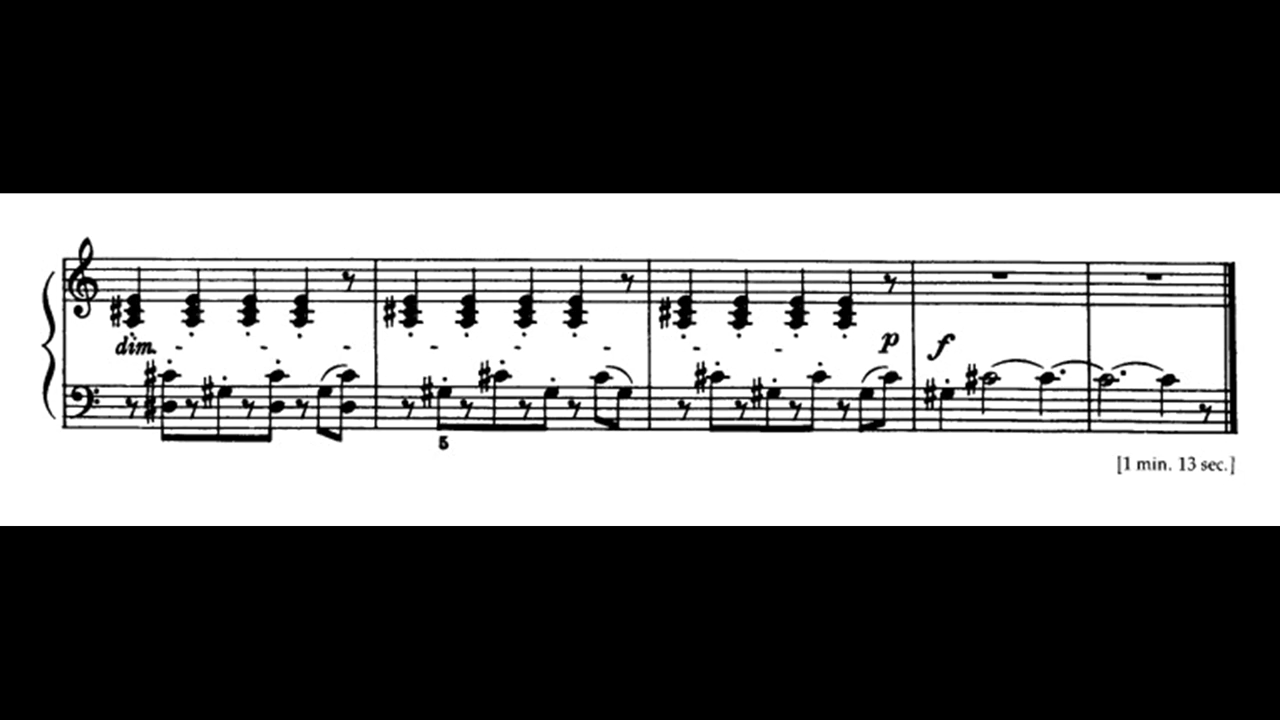 dim. - - - - - - -
p f
5
[1 min. 13 sec.]